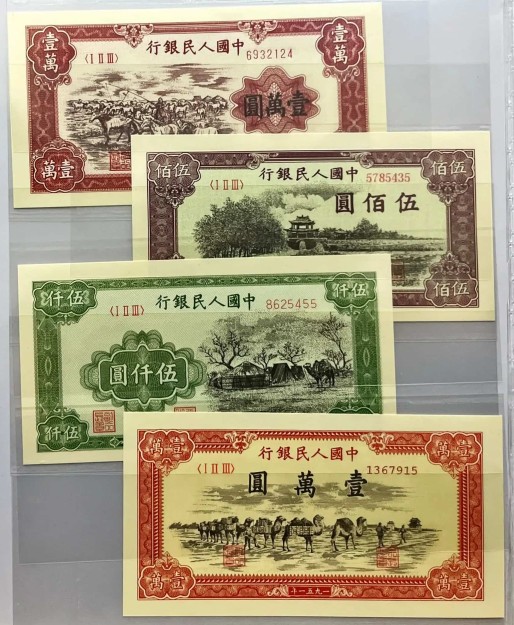 中國人民銀行
〈I II III〉
6932124
壹萬
壹萬
壹萬圓
壹萬
中國人民銀行
〈I II III〉
5785435
伍佰
伍佰
伍佰圓
伍佰
中國人民銀行
〈I II III〉
8625455
伍仟
伍仟
伍仟圓
伍仟
中國人民銀行
〈I II III〉
1367915
壹萬
壹萬
壹萬圓
壹萬
壹萬
一九五一年